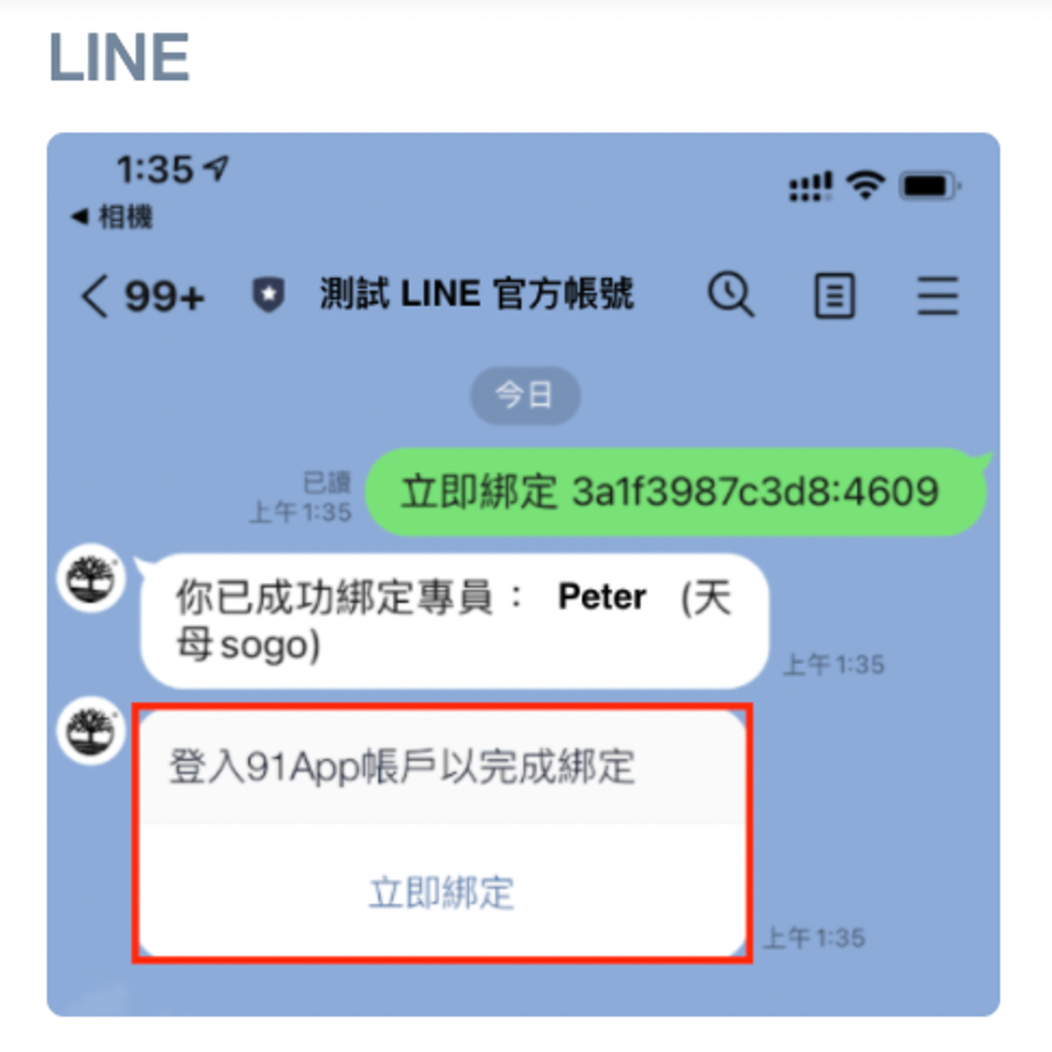 LINE
1:35
◀ 相機
99+ 測試 LINE 官方帳號
今日
已讀
上午 1:35
立即綁定 3a1f3987c3d8:4609
你已成功綁定專員： Peter (天
母sogo)
上午 1:35
登入91App帳戶以完成綁定
立即綁定
上午 1:35